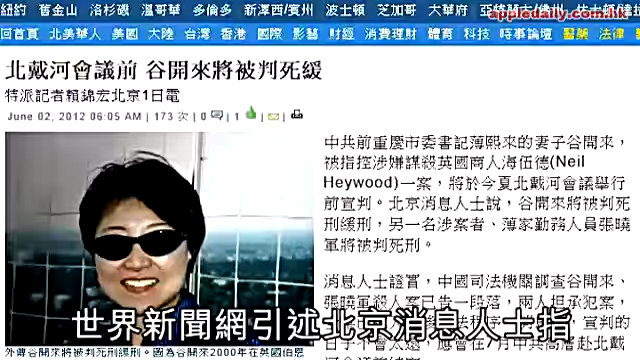 紐約 舊金山 洛杉磯 溫哥華 多倫多 新澤西/賓州 波士頓 芝加哥 大華府
appledaily.com.hk
回首頁 北美華人 美國 大陸 台灣 香港 國際 影藝 財經 消費理財 體育 科技 時事論壇 醫藥 法律
北戴河會議前 谷開來將被判死緩
特派記者賴錦宏北京1日電
June 02, 2012 06:05 AM | 173 次 | 0 1
中共前重慶市委書記薄熙來的妻子谷開來,
被指控涉嫌謀殺英國商人海伍德(Neil
Heywood)一案,將於今夏北戴河會議舉行
前宣判。北京消息人士說,谷開來將被判死
刑緩刑,另一名涉案者、薄家勤務人員張曉
軍將被判死刑。
消息人士證實,中國司法機關調查谷開來、
張曉軍殺人案已告一段落,兩人坦承犯案,
世界新聞網引述北京消息人士指
外傳谷開來將被判死刑緩刑。圖為谷開來2000年在英國伯恩